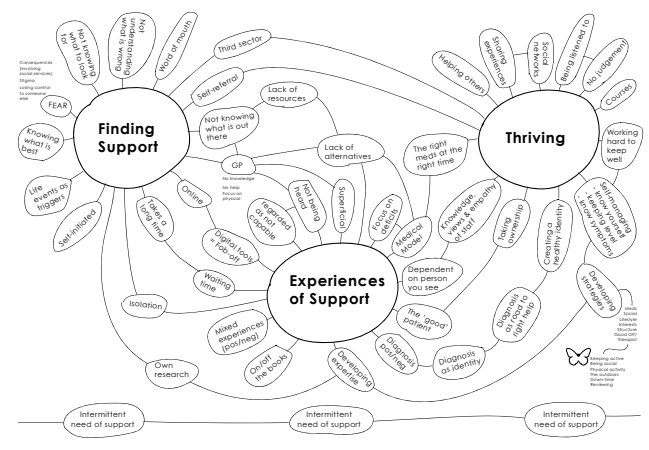 Not knowing
what to look
for
Not
understanding
what is wrong
Word of mouth
Third sector
Self-referral
Consequences
(involving
social services)
Stigma
Losing control
to someone
else
FEAR
Knowing
what is
best
Life
events as
triggers
Self-initiated
Finding
Support
Not knowing
what is out
there
Lack of
resources
Lack of
alternatives
GP
No knowledge
No help
Focus on
physical
Online
Takes a
long time
Isolation
Own
research
Helping others
Sharing
experiences
Social
networks
Being listened to
No judgement
Courses
Working
hard to
keep
well
Thriving
The right
meds at the
right time
Knowledge,
views & empathy
of staff
Taking
ownership
Creating a
healthy identity
Self-managing
- know yourself
- keeping level
- know symptoms
Developing
strategies
Meds
Social
Lifestyle
Interests
Structure
Good GP/
therapist
Keeping active
Being social
Physical activity
The outdoors
Down-time
Reviewing
Experiences
of Support
regarded
as not
capable
Not being
heard
Superficial
Focus on
deficits
Medical
Model
Digital tools
= fob-off
Waiting
time
Mixed
experiences
(pos/neg)
On/off
the books
Developing
expertise
Dependent
on person
you see
The 'good'
patient
Diagnosis
pos/neg
Diagnosis
as identity
Diagnosis
as road to
right help
Intermittent
need of support
Intermittent
need of support
Intermittent
need of support